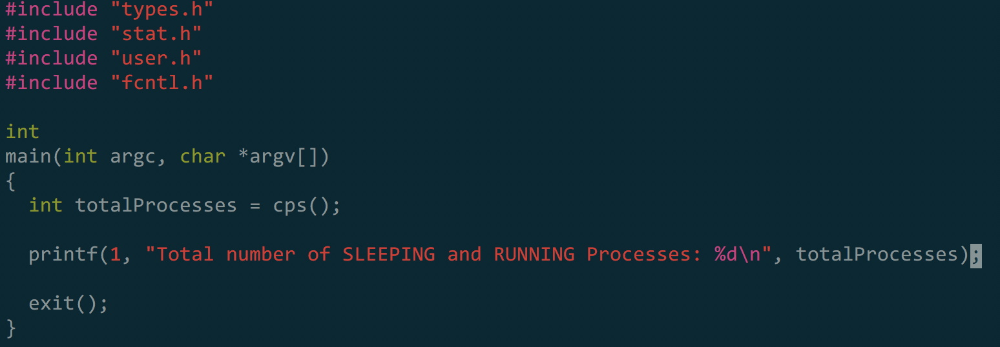 #include "types.h"
#include "stat.h"
#include "user.h"
#include "fcntl.h"
int
main(int argc, char *argv[])
{
int totalProcesses = cps();
printf(1, "Total number of SLEEPING and RUNNING Processes: %d\n", totalProcesses);
exit();
}